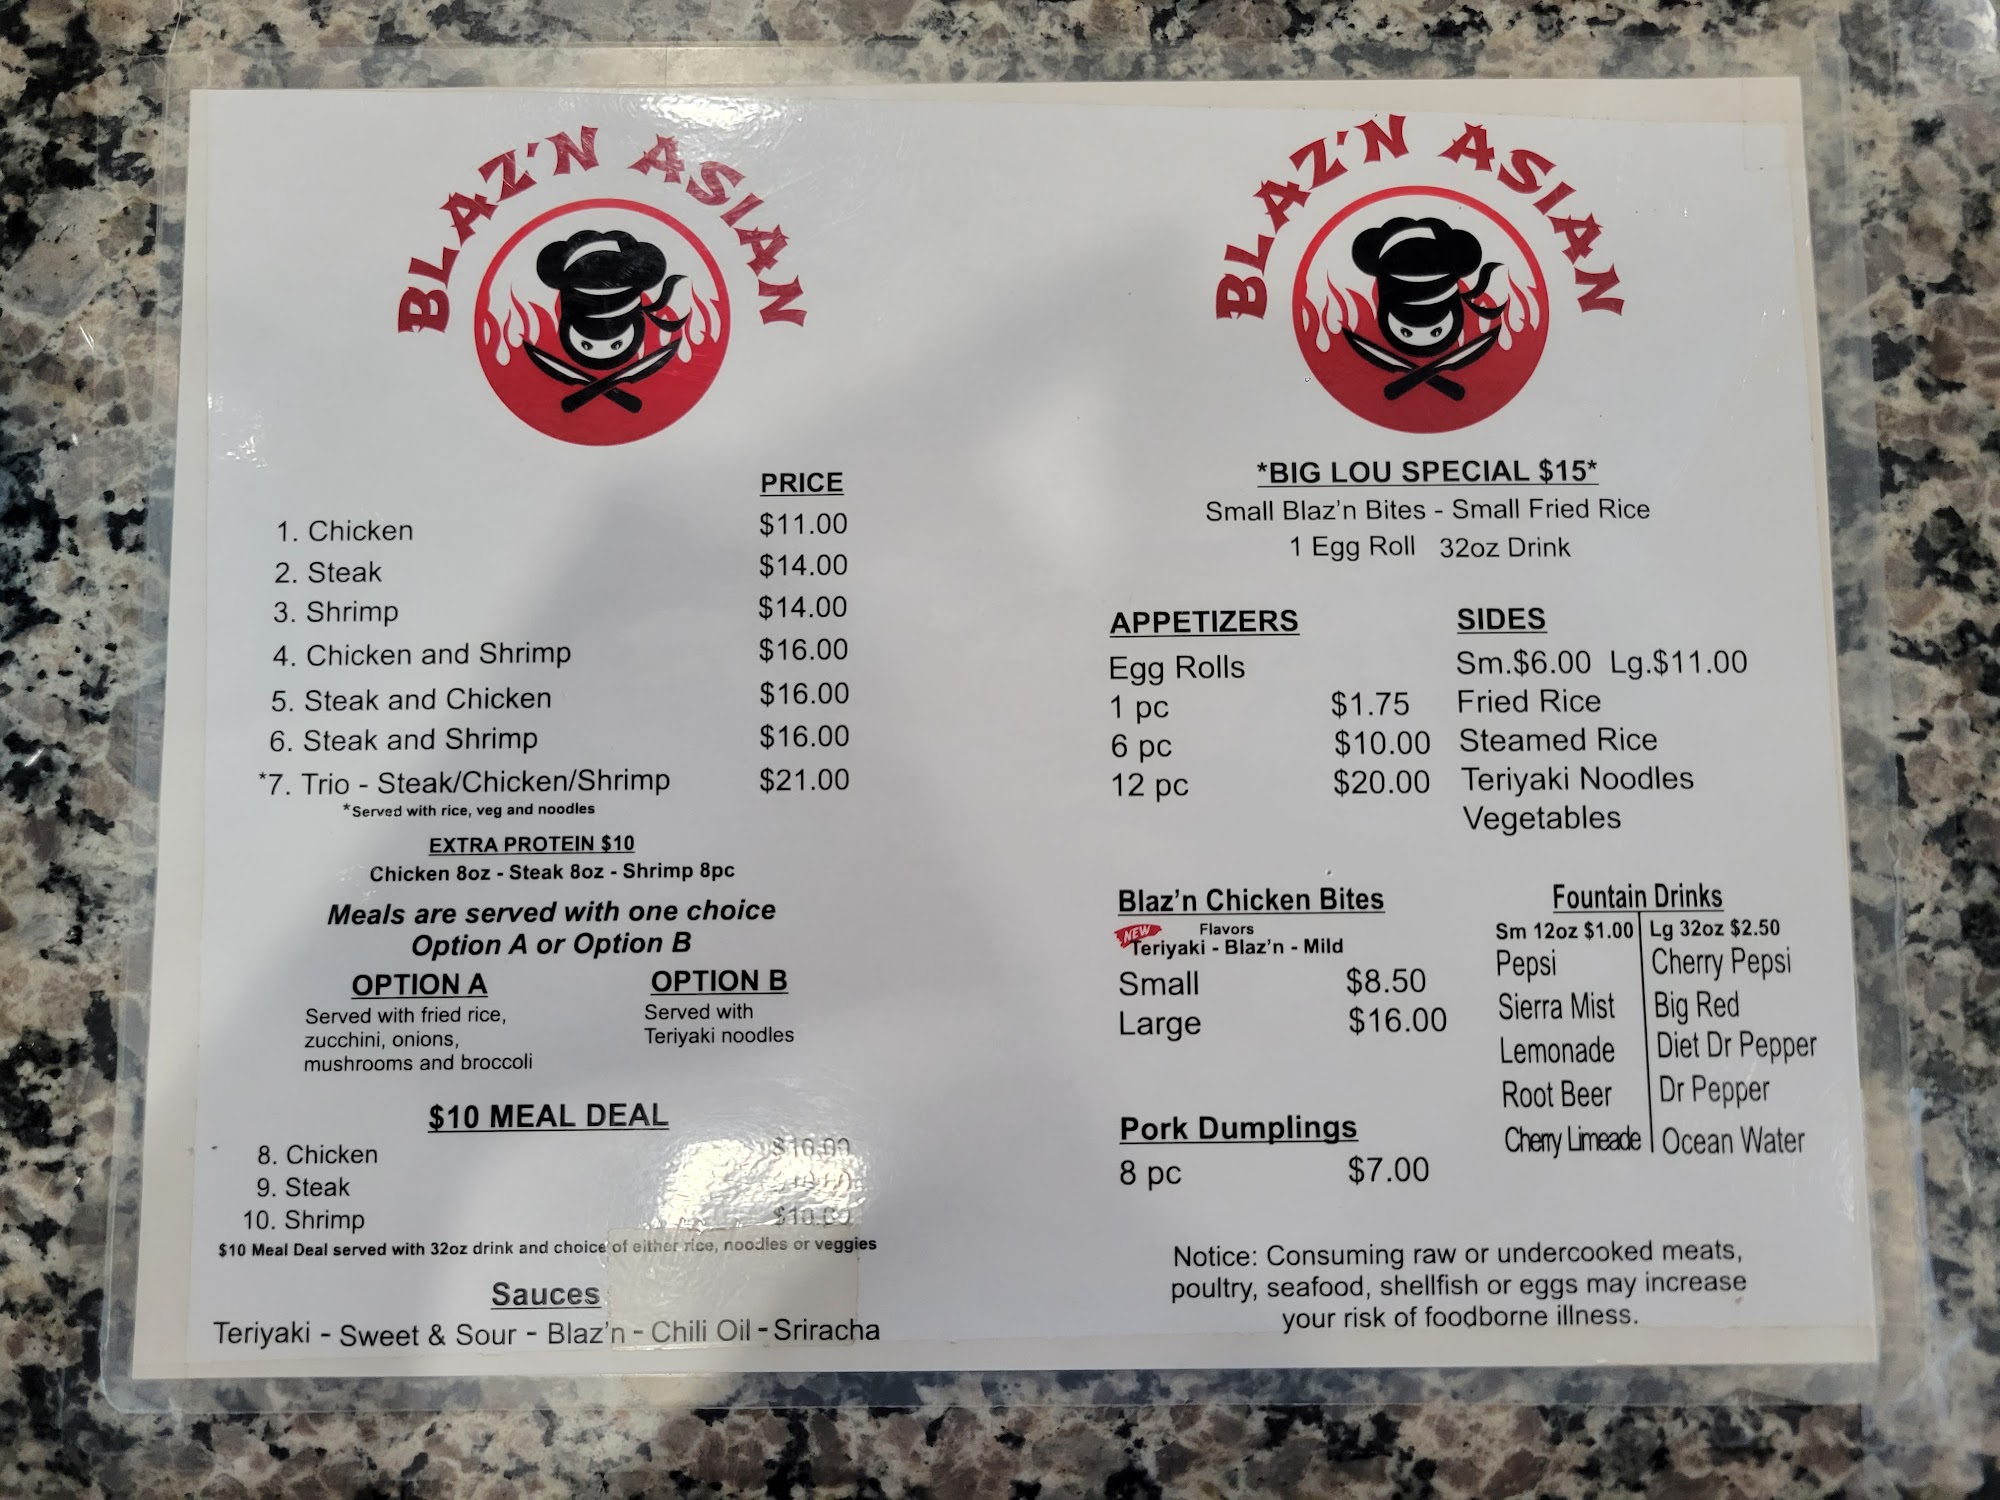 BLAZ'N ASIAN
PRICE
1. Chicken $11.00
2. Steak $14.00
3. Shrimp $14.00
4. Chicken and Shrimp $16.00
5. Steak and Chicken $16.00
6. Steak and Shrimp $16.00
*7. Trio - Steak/Chicken/Shrimp $21.00
*Served with rice, veg and noodles
EXTRA PROTEIN $10
Chicken 8oz - Steak 8oz - Shrimp 8pc
Meals are served with one choice
Option A or Option B
OPTION A
Served with fried rice,
zucchini, onions,
mushrooms and broccoli
OPTION B
Served with
Teriyaki noodles
$10 MEAL DEAL
8. Chicken $10.00
9. Steak $10.00
10. Shrimp $10.00
$10 Meal Deal served with 32oz drink and choice of either rice, noodles or veggies
Sauces
Teriyaki - Sweet & Sour - Blaz'n - Chili Oil - Sriracha
BLAZ'N ASIAN
*BIG LOU SPECIAL $15*
Small Blaz'n Bites - Small Fried Rice
1 Egg Roll 32oz Drink
APPETIZERS
Egg Rolls
1 pc $1.75
6 pc $10.00
12 pc $20.00
SIDES
Sm.$6.00 Lg.$11.00
Fried Rice
Steamed Rice
Teriyaki Noodles
Vegetables
Blaz'n Chicken Bites
NEW Flavors
Teriyaki - Blaz'n - Mild
Small $8.50
Large $16.00
Fountain Drinks
Sm 12oz $1.00 Lg 32oz $2.50
Pepsi Cherry Pepsi
Sierra Mist Big Red
Lemonade Diet Dr Pepper
Root Beer Dr Pepper
Cherry Limeade Ocean Water
Pork Dumplings
8 pc $7.00
Notice: Consuming raw or undercooked meats,
poultry, seafood, shellfish or eggs may increase
your risk of foodborne illness.